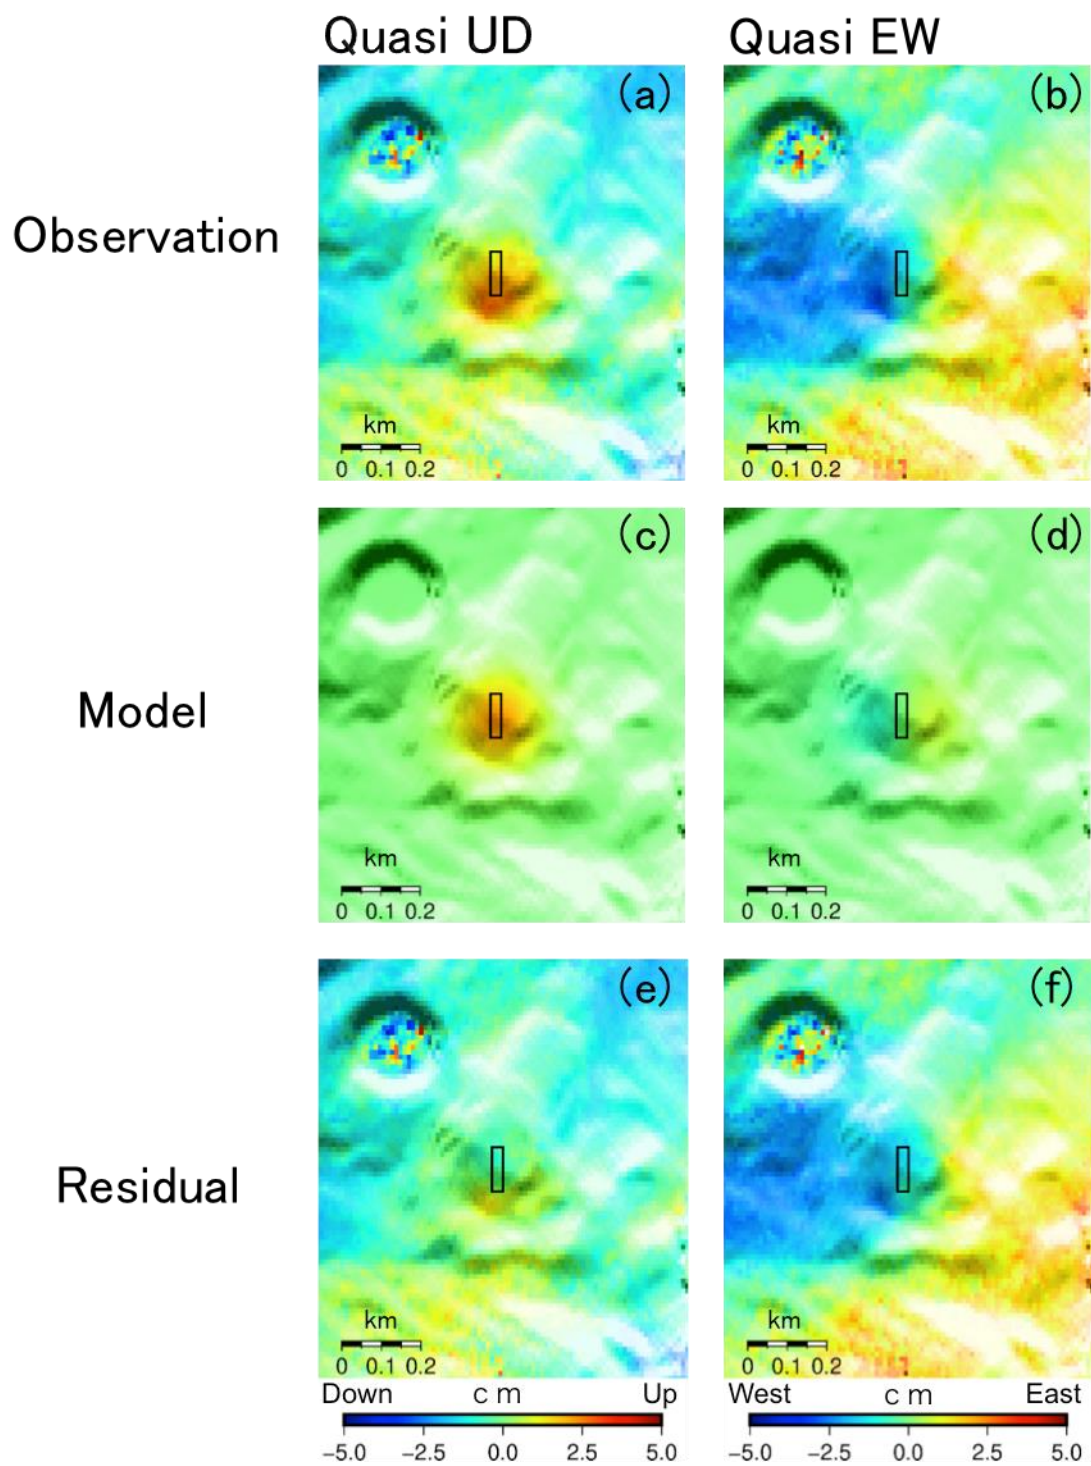 Quasi UD Quasi EW
(a) (b)
Observation
km km
0 0.1 0.2 0 0.1 0.2
(c) (d)
Model
km km
0 0.1 0.2 0 0.1 0.2
(e) (f)
Residual
km km
0 0.1 0.2 0 0.1 0.2
Down cm Up West cm East
−5.0 −2.5 0.0 2.5 5.0 −5.0 −2.5 0.0 2.5 5.0